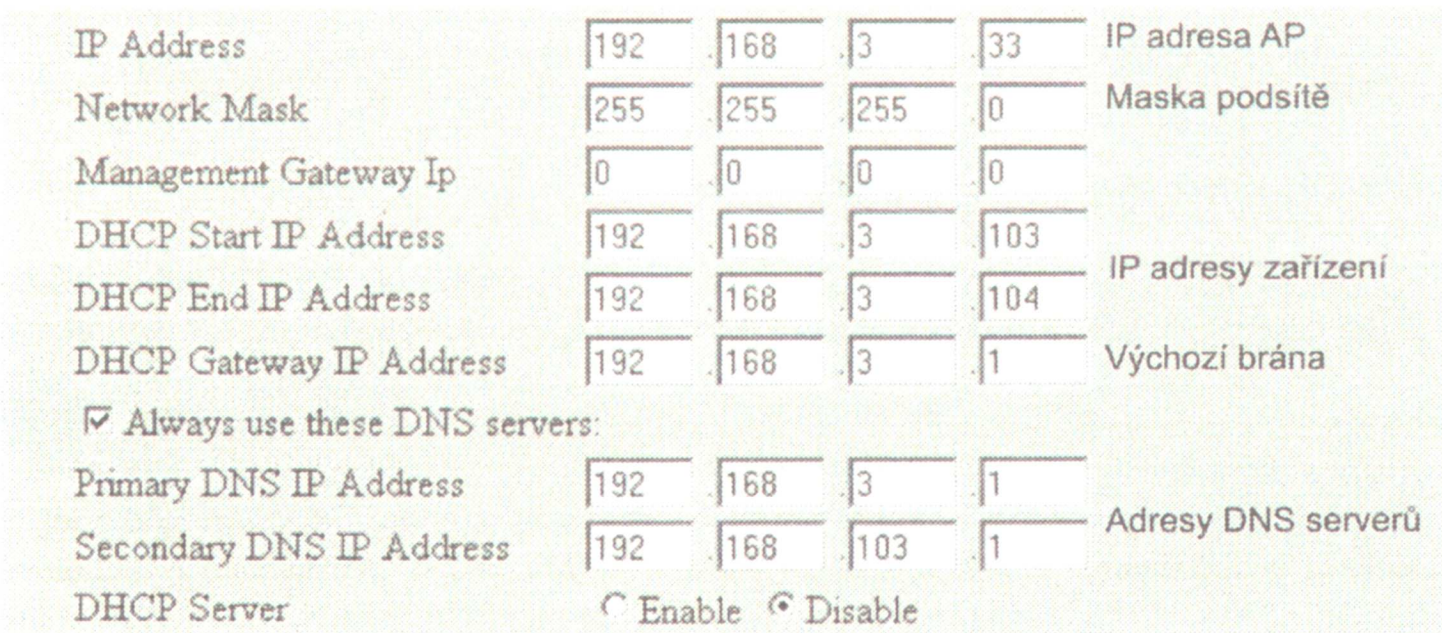 IP Address 192 .168 .3 .33 IP adresa AP
Network Mask 255 .255 .255 .0 Maska podsítě
Management Gateway Ip 0 .0 .0 .0
DHCP Start IP Address 192 .168 .3 .103
IP adresy zařízení
DHCP End IP Address 192 .168 .3 .104
DHCP Gateway IP Address 192 .168 .3 .1 Výchozí brána
Always use these DNS servers:
Primary DNS IP Address 192 .168 .3 .1
Adresy DNS serverů
Secondary DNS IP Address 192 .168 .103 .1
DHCP Server Enable Disable